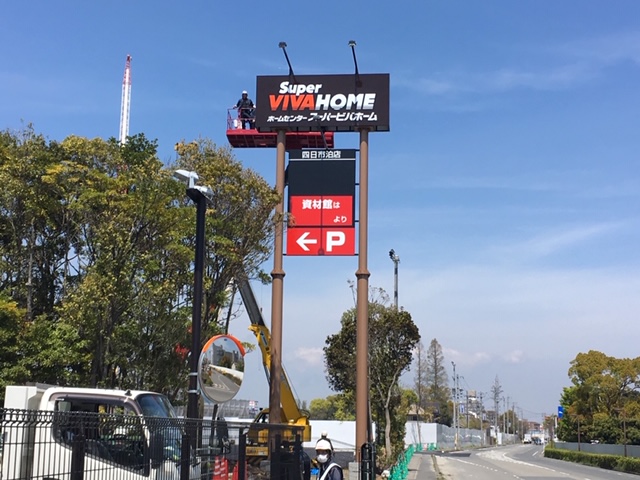 Super
VIVAHOME
ホームセンター スーパービバホーム
四日市泊店
資材館は
より
← P